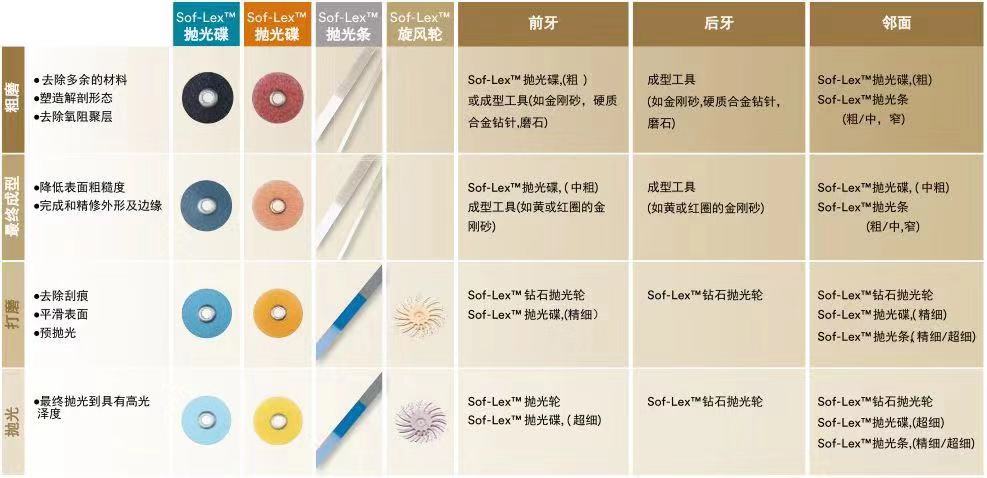 Sof-Lex™
抛光碟
Sof-Lex™
抛光碟
Sof-Lex™
抛光条
Sof-Lex™
旋风轮
前牙
后牙
邻面
粗磨
●去除多余的材料
●塑造解剖形态
●去除氧阻聚层
Sof-Lex™ 抛光碟,(粗 )
或成型工具(如金刚砂，硬质
合金钻针,磨石)
成型工具
(如金刚砂,硬质合金钻针,
磨石)
Sof-Lex™抛光碟,(粗)
Sof-Lex™抛光条
(粗/中，窄)
最终成型
●降低表面粗糙度
●完成和精修外形及边缘
Sof-Lex™抛光碟,（中粗)
成型工具(如黄或红圈的金
刚砂)
成型工具
(如黄或红圈的金刚砂)
Sof-Lex™抛光碟,（中粗)
Sof-Lex™抛光条
(粗/中,窄)
打磨
●去除刮痕
●平滑表面
●预抛光
Sof-Lex™ 钻石抛光轮
Sof-Lex™ 抛光碟,(精细）
Sof-Lex™钻石抛光轮
Sof-Lex™钻石抛光轮
Sof-Lex™抛光碟,(精细)
Sof-Lex™抛光条,(精细/超细)
抛光
●最终抛光到具有高光
泽度
Sof-Lex™ 抛光轮
Sof-Lex™ 抛光碟,（超细)
Sof-Lex™钻石抛光轮
Sof-Lex™钻石抛光轮
Sof-Lex™抛光碟,(超细)
Sof-Lex™抛光条,(精细/超细)